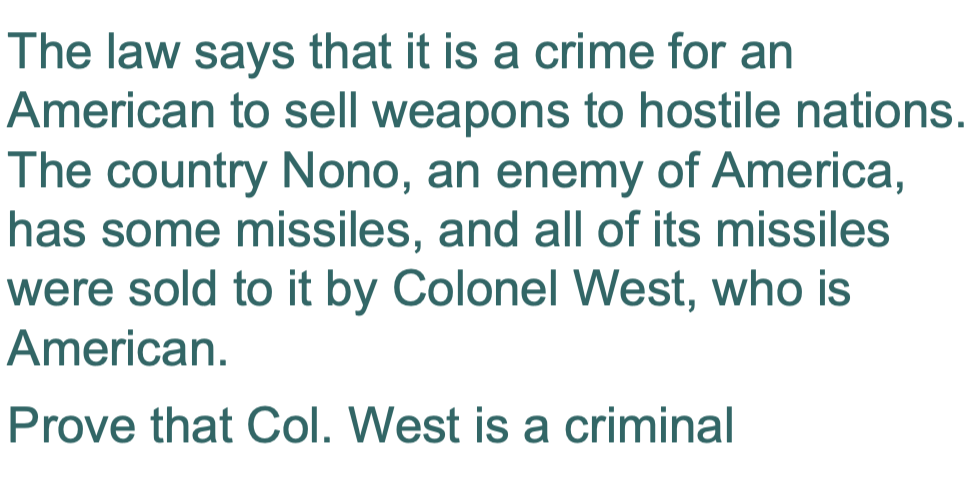 The law says that it is a crime for an
American to sell weapons to hostile nations.
The country Nono, an enemy of America,
has some missiles, and all of its missiles
were sold to it by Colonel West, who is
American.
Prove that Col. West is a criminal